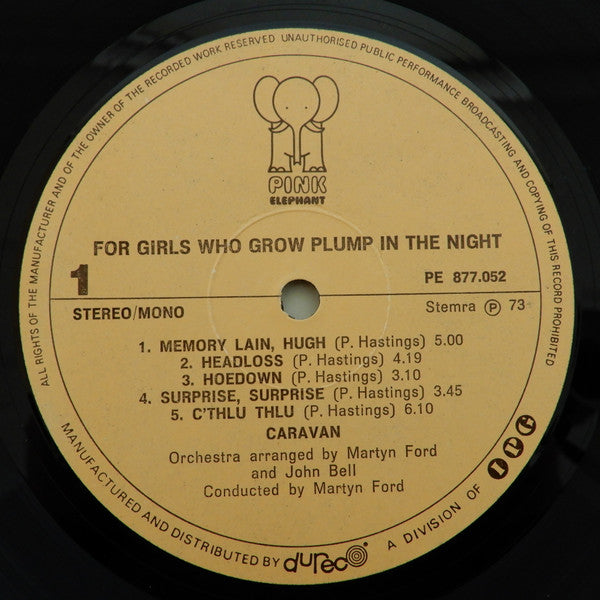 ALL RIGHTS OF THE MANUFACTURER AND OF THE OWNER OF THE RECORDED WORK RESERVED UNAUTHORISED PUBLIC PERFORMANCE BROADCASTING AND COPYING OF THIS RECORD PROHIBITED
PINK
ELEPHANT
FOR GIRLS WHO GROW PLUMP IN THE NIGHT
1
PE 877.052
STEREO/MONO
Stemra Ⓟ 73
1. MEMORY LAIN, HUGH (P. Hastings) 5.00
2. HEADLOSS (P. Hastings) 4.19
3. HOEDOWN (P. Hastings) 3.10
4. SURPRISE, SURPRISE (P. Hastings) 3.45
5. C'THLU THLU (P. Hastings) 6.10
CARAVAN
Orchestra arranged by Martyn Ford
and John Bell
Conducted by Martyn Ford
MANUFACTURED AND DISTRIBUTED BY dureco A DIVISION OF